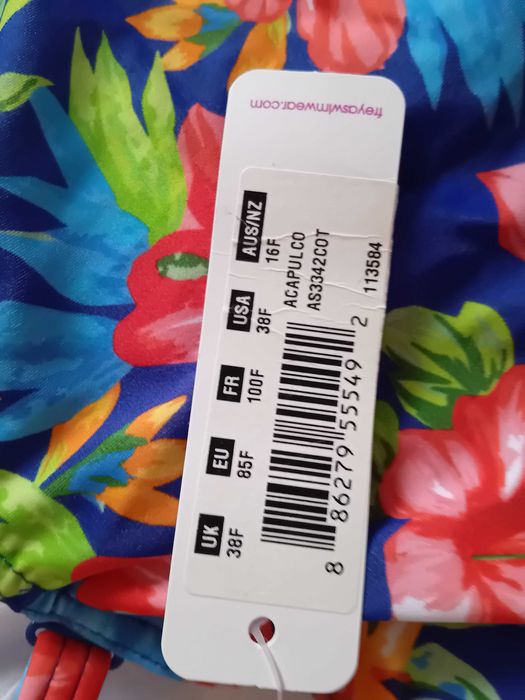 freyaswimwear.com
UK
38F
EU
85F
FR
100F
USA
38F
AUS/NZ
16F
ACAPULCO
AS3342COT
113584
8 86279 55549 2